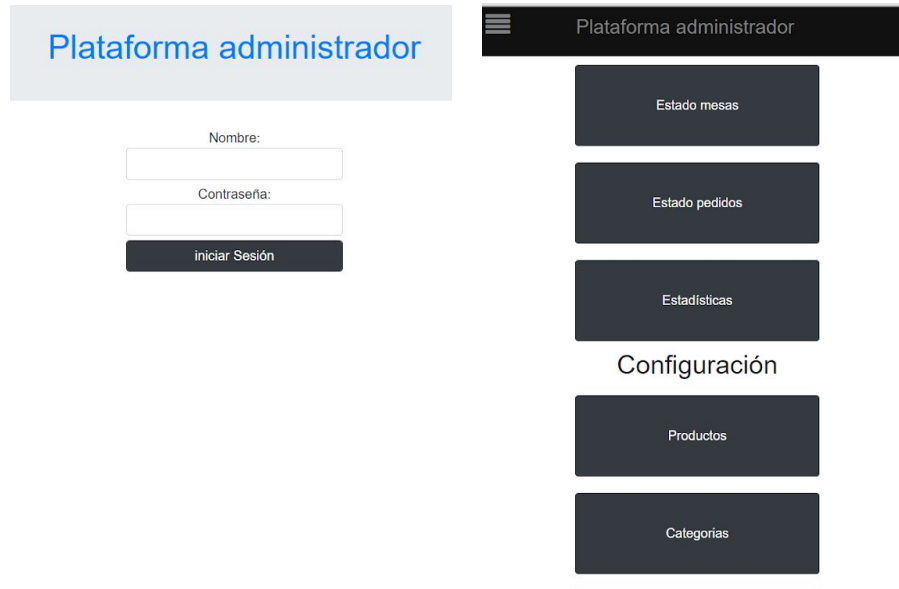 Plataforma administrador
Nombre:
Contraseña:
iniciar Sesión
Plataforma administrador
Estado mesas
Estado pedidos
Estadísticas
Configuración
Productos
Categorias